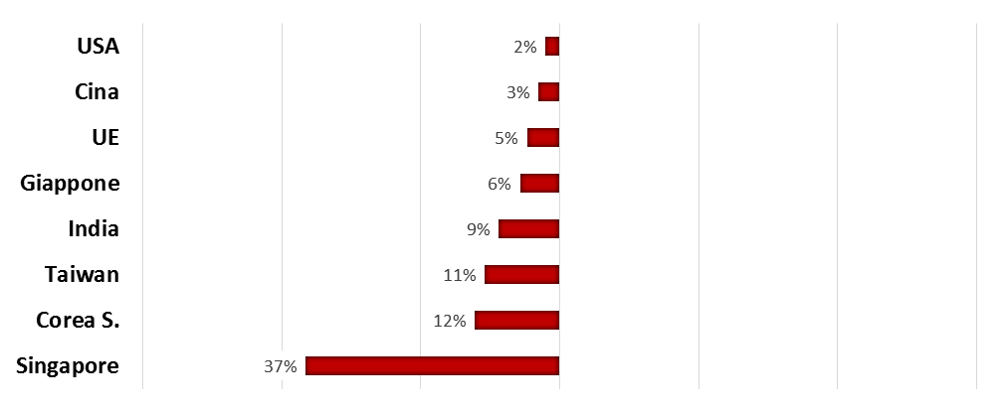 USA 2%
Cina 3%
UE 5%
Giappone 6%
India 9%
Taiwan 11%
Corea S. 12%
Singapore 37%